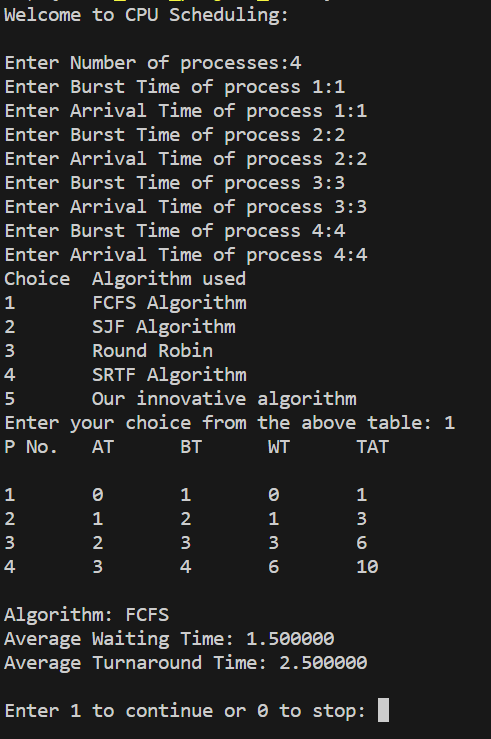 Welcome to CPU Scheduling:
Enter Number of processes:4
Enter Burst Time of process 1:1
Enter Arrival Time of process 1:1
Enter Burst Time of process 2:2
Enter Arrival Time of process 2:2
Enter Burst Time of process 3:3
Enter Arrival Time of process 3:3
Enter Burst Time of process 4:4
Enter Arrival Time of process 4:4
Choice Algorithm used
1 FCFS Algorithm
2 SJF Algorithm
3 Round Robin
4 SRTF Algorithm
5 Our innovative algorithm
Enter your choice from the above table: 1
P No. AT BT WT TAT
1 0 1 0 1
2 1 2 1 3
3 2 3 3 6
4 3 4 6 10
Algorithm: FCFS
Average Waiting Time: 1.500000
Average Turnaround Time: 2.500000
Enter 1 to continue or 0 to stop: